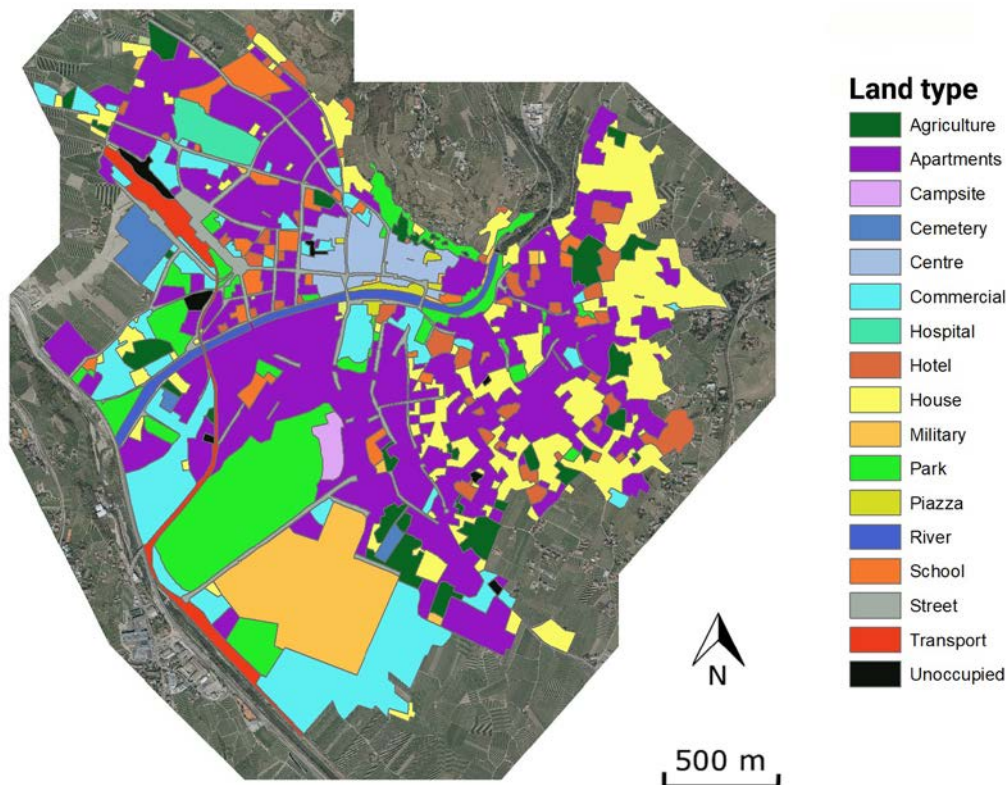 Land type
Agriculture
Apartments
Campsite
Cemetery
Centre
Commercial
Hospital
Hotel
House
Military
Park
Piazza
River
School
Street
Transport
Unoccupied
N
500 m